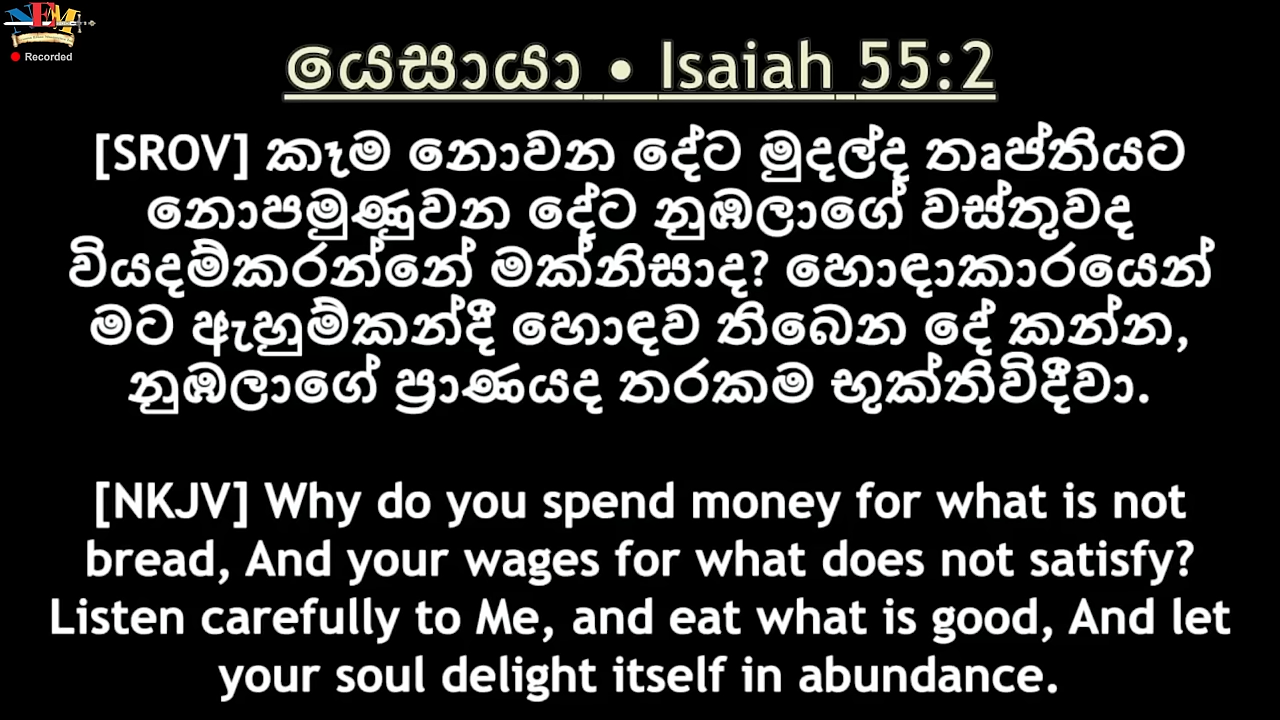 NEM
Recorded
යෙසායා • Isaiah 55:2
[SROV] කෑම නොවන දේට මුදල්ද තෘප්තියට
නොපමුණුවන දේට නුඹලාගේ වස්තුවද
වියදම්කරන්නේ මක්නිසාද? හොඳාකාරයෙන්
මට ඇහුම්කන්දී හොඳව තිබෙන දේ කන්න,
නුඹලාගේ ප්‍රාණයද තරකම භුක්තිවිදීවා.
[NKJV] Why do you spend money for what is not
bread, And your wages for what does not satisfy?
Listen carefully to Me, and eat what is good, And let
your soul delight itself in abundance.